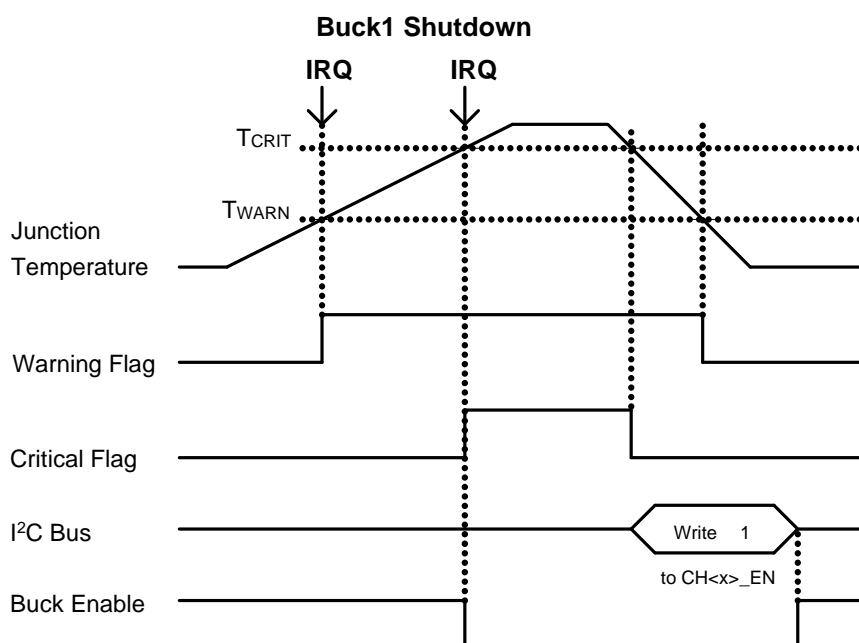 Buck1 Shutdown
IRQ IRQ
TCRIT
TWARN
Junction
Temperature
Warning Flag
Critical Flag
I²C Bus
Write 1
to CH<x>_EN
Buck Enable